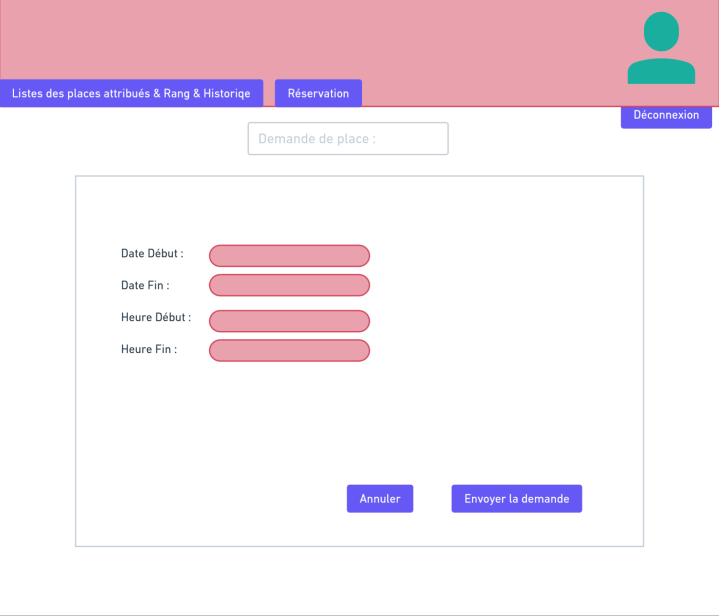 Listes des places attribués & Rang & Historiqe
Réservation
Déconnexion
Demande de place :
Date Début :
Date Fin :
Heure Début :
Heure Fin :
Annuler
Envoyer la demande